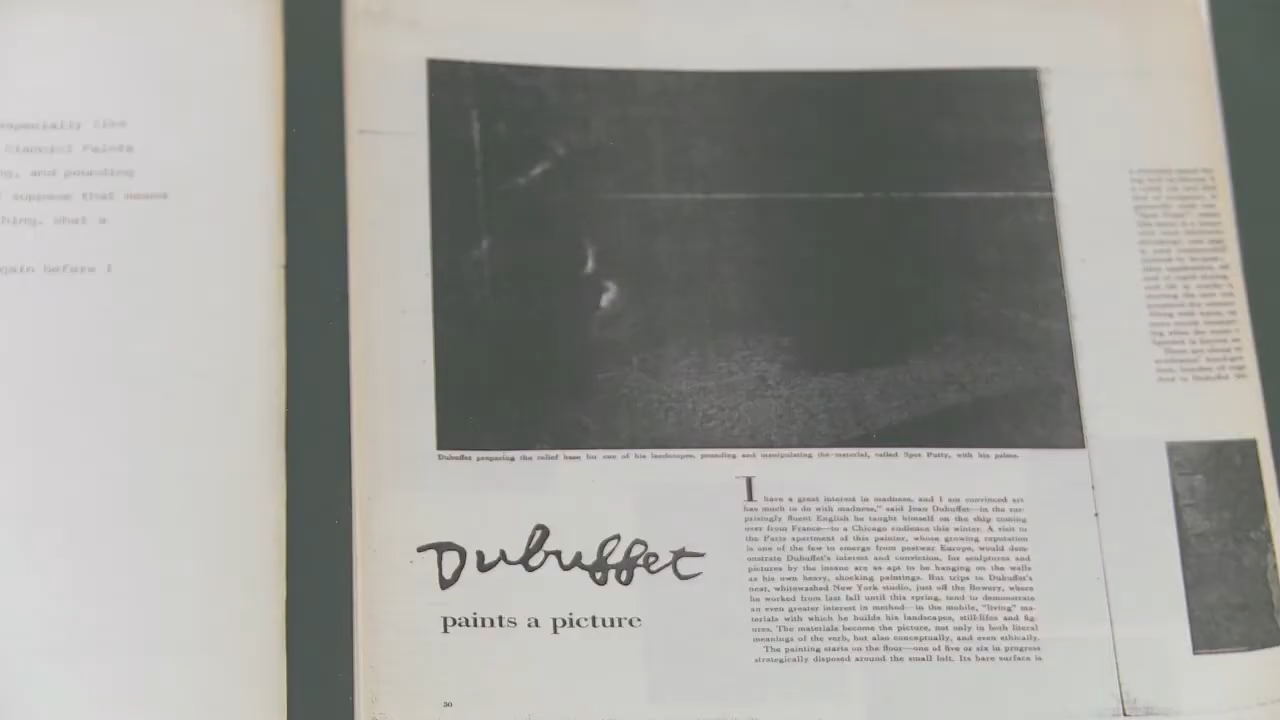 especially like
Giancini Palnde
ng, and pounding
suppose that means
hing. What a
gain before I
Dubuffet preparing the relief base for one of his landscapes, pounding and manipulating the material, called Spot Putty, with his palms.
Dubuffet
paints a picture
I have a great interest in madness, and I am convinced art
has much to do with madness," said Jean Dubuffet—in the sur-
prisingly fluent English he taught himself on the ship coming
over from France—to a Chicago audience this winter. A visit to
the Paris apartment of this painter, whose growing reputation
is one of the few to emerge from postwar Europe, would dem-
onstrate Dubuffet's interest and conviction, for sculptures and
pictures by the insane are as apt to be hanging on the walls
as his own heavy, shocking paintings. But trips to Dubuffet's
neat, whitewashed New York studio, just off the Bowery, where
he worked from last fall until this spring, tend to demonstrate
an even greater interest in method—in the mobile, "living" ma-
terials with which he builds his landscapes, still-lifes and fig-
ures. The materials become the picture, not only in both literal
meanings of the verb, but also conceptually, and even ethically.
The painting starts on the floor—one of five or six in progress
strategically disposed around the small loft. Its bare surface is
30